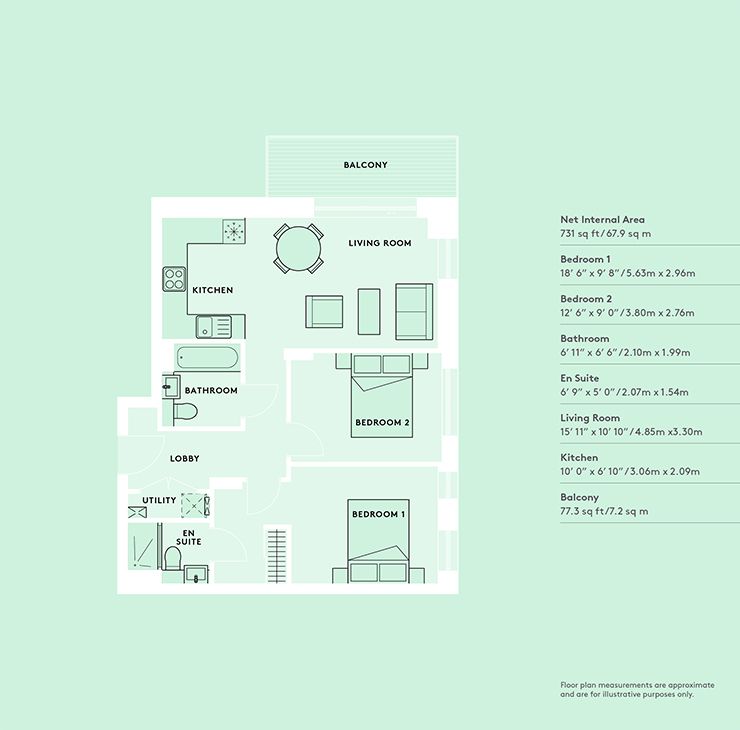 BALCONY
LIVING ROOM
KITCHEN
BATHROOM
BEDROOM 2
LOBBY
UTILITY
BEDROOM 1
EN
SUITE
Net Internal Area
731 sq ft/67.9 sq m
Bedroom 1
18’ 6” x 9’ 8”/5.63m x 2.96m
Bedroom 2
12’ 6” x 9’ 0”/3.80m x 2.76m
Bathroom
6’ 11” x 6’ 6”/2.10m x 1.99m
En Suite
6’ 9” x 5’ 0”/2.07m x 1.54m
Living Room
15’ 11” x 10’ 10”/4.85m x3.30m
Kitchen
10’ 0” x 6’ 10”/3.06m x 2.09m
Balcony
77.3 sq ft/7.2 sq m
Floor plan measurements are approximate
and are for illustrative purposes only.